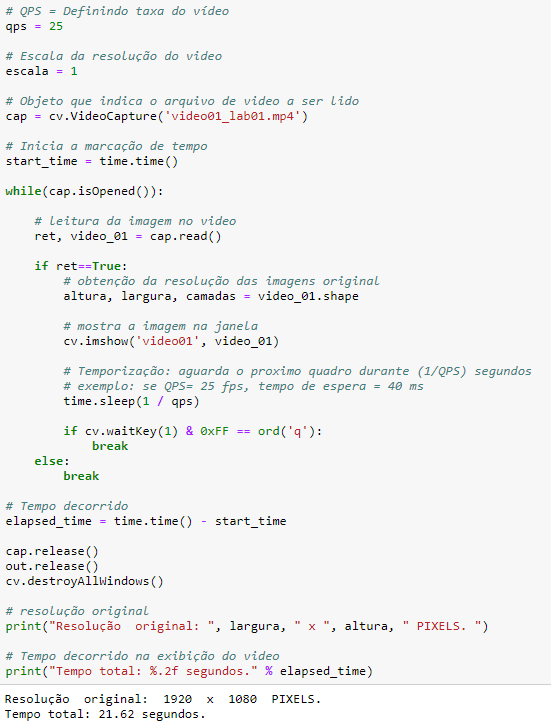 # QPS = Definindo taxa do vídeo
qps = 25
# Escala da resolução do video
escala = 1
# Objeto que indica o arquivo de video a ser lido
cap = cv.VideoCapture('video01_lab01.mp4')
# Inicia a marcação de tempo
start_time = time.time()
while(cap.isOpened()):
# leitura da imagem no video
ret, video_01 = cap.read()
if ret==True:
# obtenção da resolução das imagens original
altura, largura, camadas = video_01.shape
# mostra a imagem na janela
cv.imshow('video01', video_01)
# Temporização: aguarda o proximo quadro durante (1/QPS) segundos
# exemplo: se QPS= 25 fps, tempo de espera = 40 ms
time.sleep(1 / qps)
if cv.waitKey(1) & 0xFF == ord('q'):
break
else:
break
# Tempo decorrido
elapsed_time = time.time() - start_time
cap.release()
out.release()
cv.destroyAllWindows()
# resolução original
print("Resolução  original: ", largura, " x ", altura, " PIXELS. ")
# Tempo decorrido na exibição do video
print("Tempo total: %.2f segundos." % elapsed_time)
Resolução  original:  1920  x  1080  PIXELS.
Tempo total: 21.62 segundos.